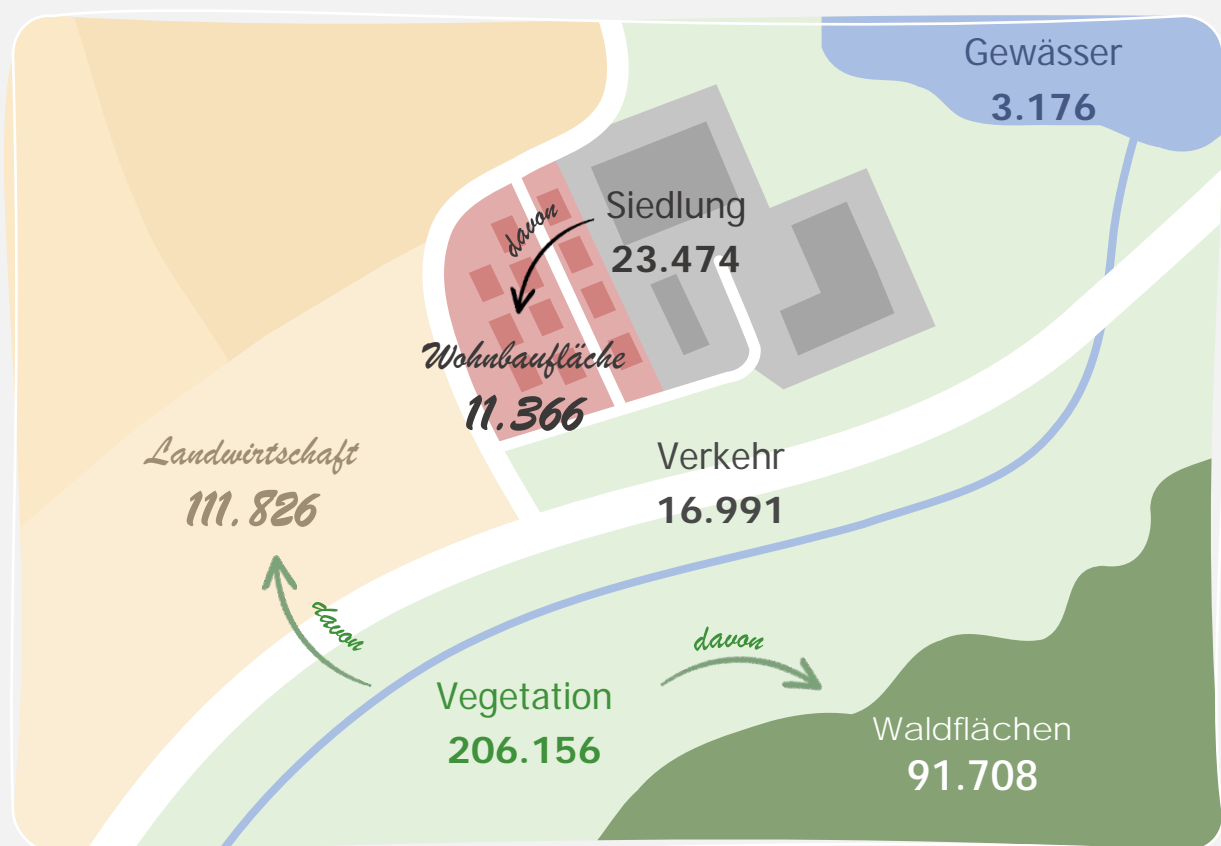 Gewässer
3.176
Siedlung
23.474
davon
Wohnbaufläche
11.366
Landwirtschaft
111.826
Verkehr
16.991
davon
davon
Vegetation
206.156
Waldflächen
91.708